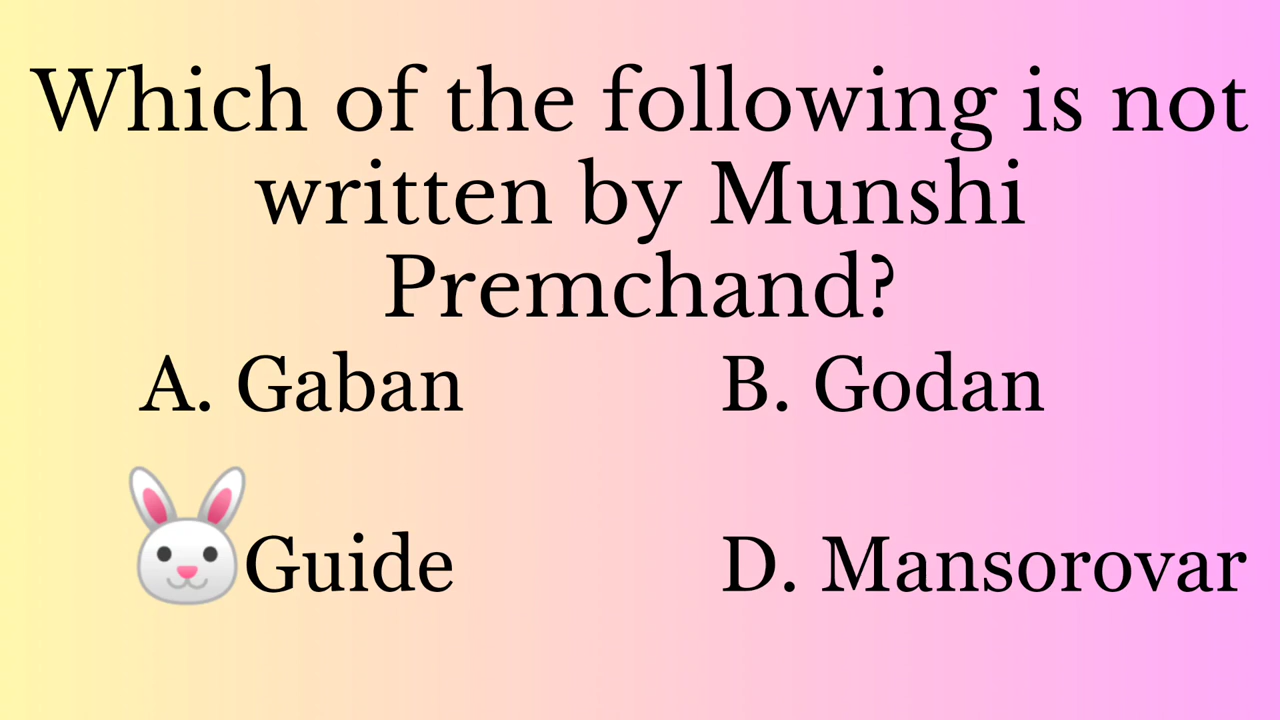 Which of the following is not
written by Munshi
Premchand?
A. Gaban
B. Godan
Guide
D. Mansorovar